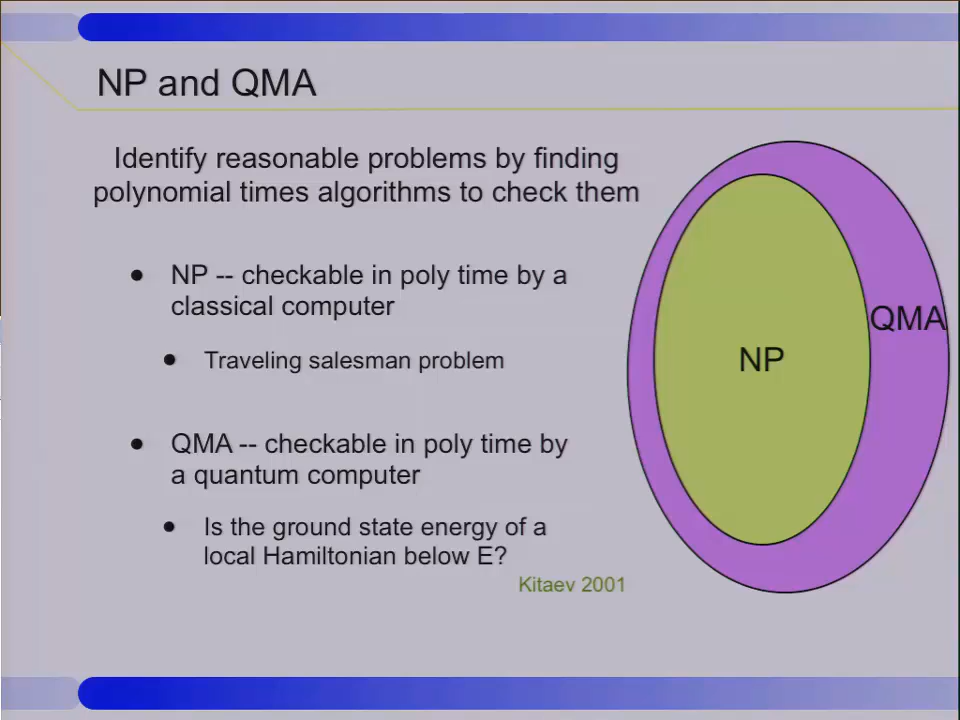 NP and QMA
Identify reasonable problems by finding
polynomial times algorithms to check them
NP -- checkable in poly time by a
classical computer
Traveling salesman problem
QMA -- checkable in poly time by
a quantum computer
Is the ground state energy of a
local Hamiltonian below E?
Kitaev 2001
QMA
NP